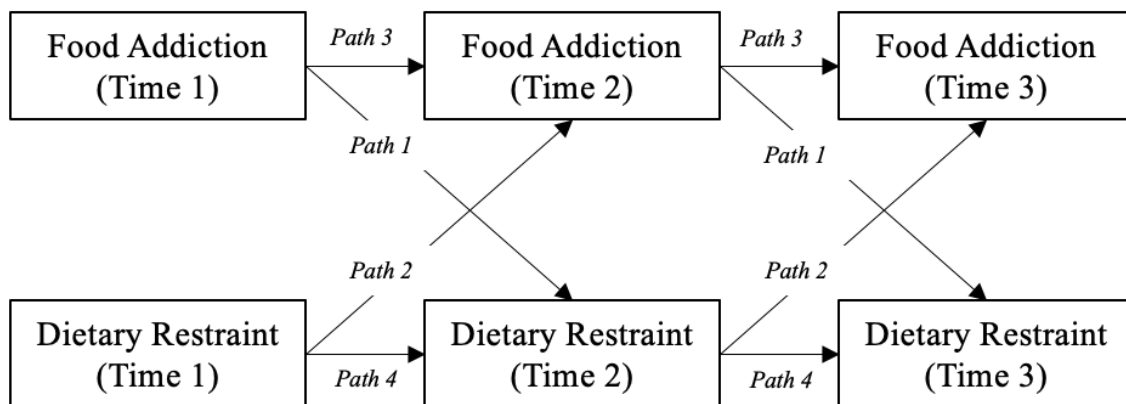 Food Addiction
(Time 1)
Path 3
Food Addiction
(Time 2)
Path 3
Food Addiction
(Time 3)
Path 1
Path 1
Path 2
Path 2
Dietary Restraint
(Time 1)
Path 4
Dietary Restraint
(Time 2)
Path 4
Dietary Restraint
(Time 3)